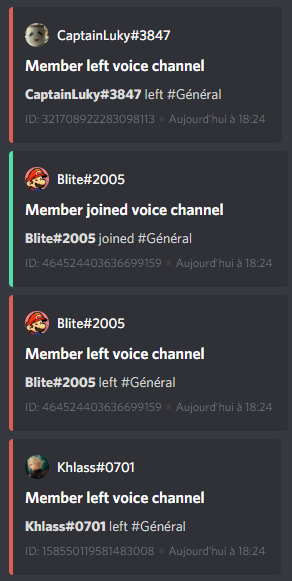 CaptainLuky#3847
Member left voice channel
CaptainLuky#3847 left #Général
ID: 321708922283098113 • Aujourd'hui à 18:24
Blite#2005
Member joined voice channel
Blite#2005 joined #Général
ID: 464524403636699159 • Aujourd'hui à 18:24
Blite#2005
Member left voice channel
Blite#2005 left #Général
ID: 464524403636699159 • Aujourd'hui à 18:24
Khlass#0701
Member left voice channel
Khlass#0701 left #Général
ID: 158550119581483008 • Aujourd'hui à 18:24